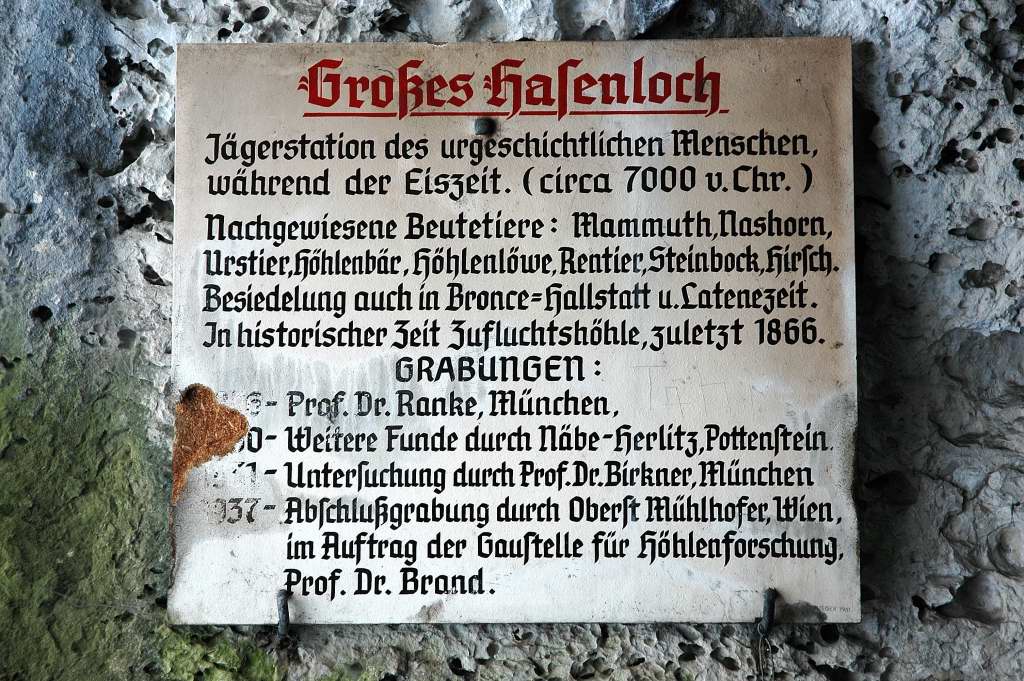 Großes Hasenloch
Jägerstation des urgeschichtlichen Menschen,
während der Eiszeit. (circa 7000 v. Chr.)
Nachgewiesene Beutetiere: Mammuth, Nashorn,
Urstier, Höhlenbär, Höhlenlöwe, Rentier, Steinbock, Hirsch.
Besiedelung auch in Bronce=Hallstatt u. Latenezeit.
In historischer Zeit Zufluchtshöhle, zuletzt 1866.
GRABUNGEN:
- Prof. Dr. Ranke, München,
- Weitere Funde durch Näbe-Herlitz, Pottenstein.
- Untersuchung durch Prof. Dr. Birkner, München
1937- Abschlußgrabung durch Oberst Mühlhofer, Wien,
im Auftrag der Gaustelle für Höhlenforschung,
Prof. Dr. Brand.